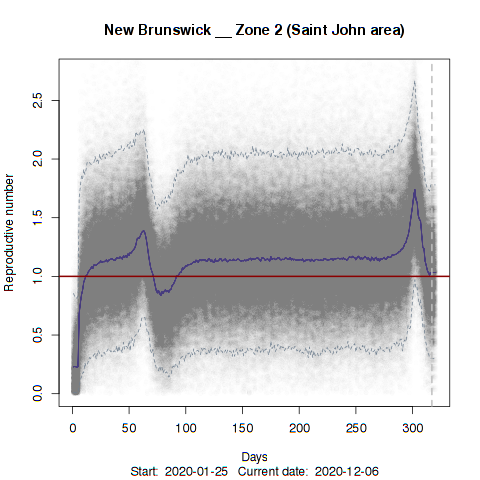 New Brunswick __ Zone 2 (Saint John area)
Reproductive number
2.5
2.0
1.5
1.0
0.5
0.0
0 50 100 150 200 250 300
Days
Start: 2020-01-25 Current date: 2020-12-06